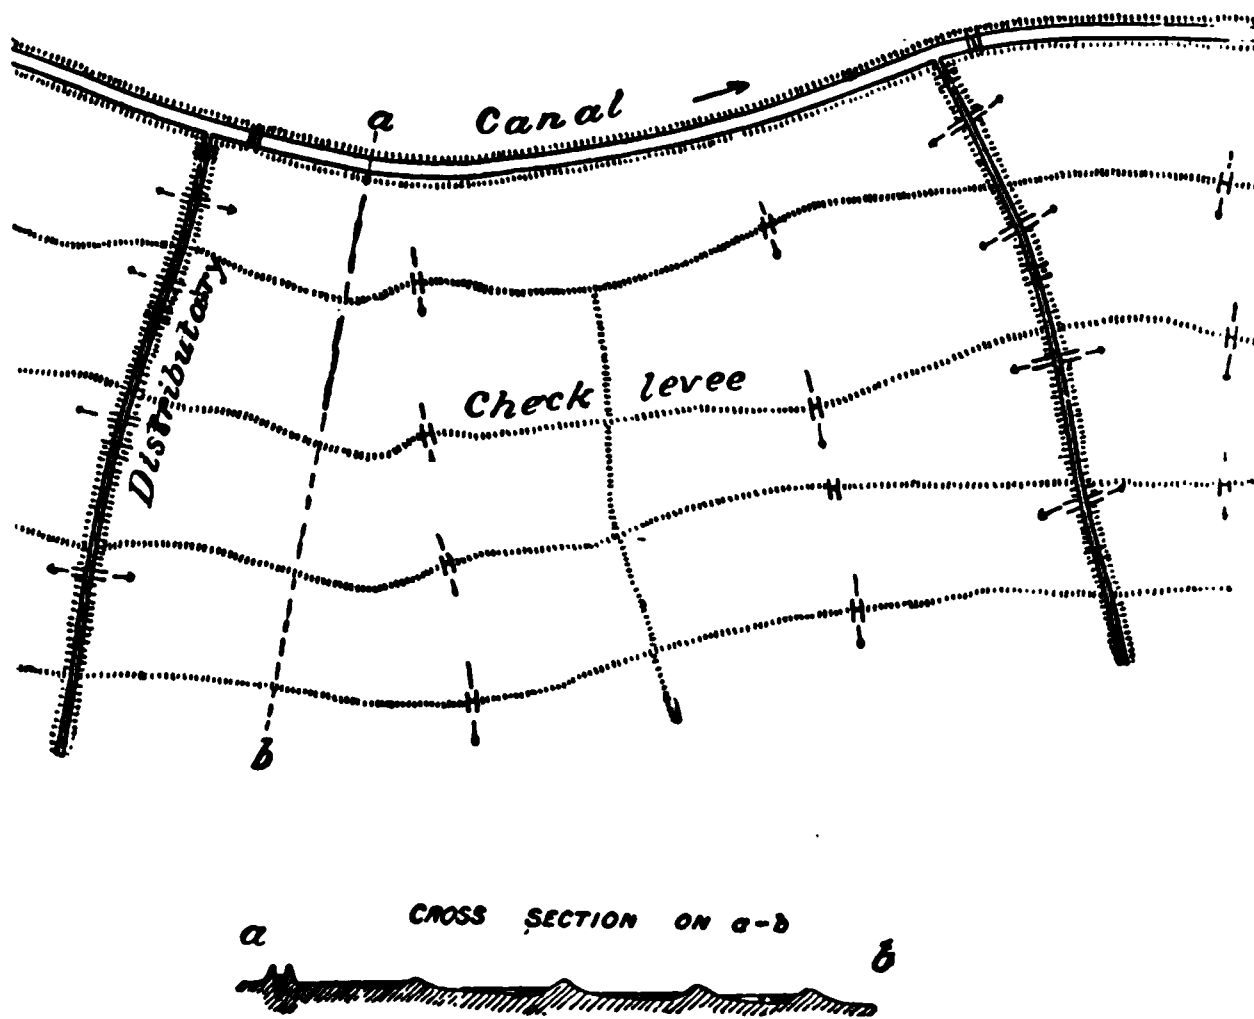 a
Canal
Distributary
Check levee
b
CROSS SECTION ON a-b
a
b